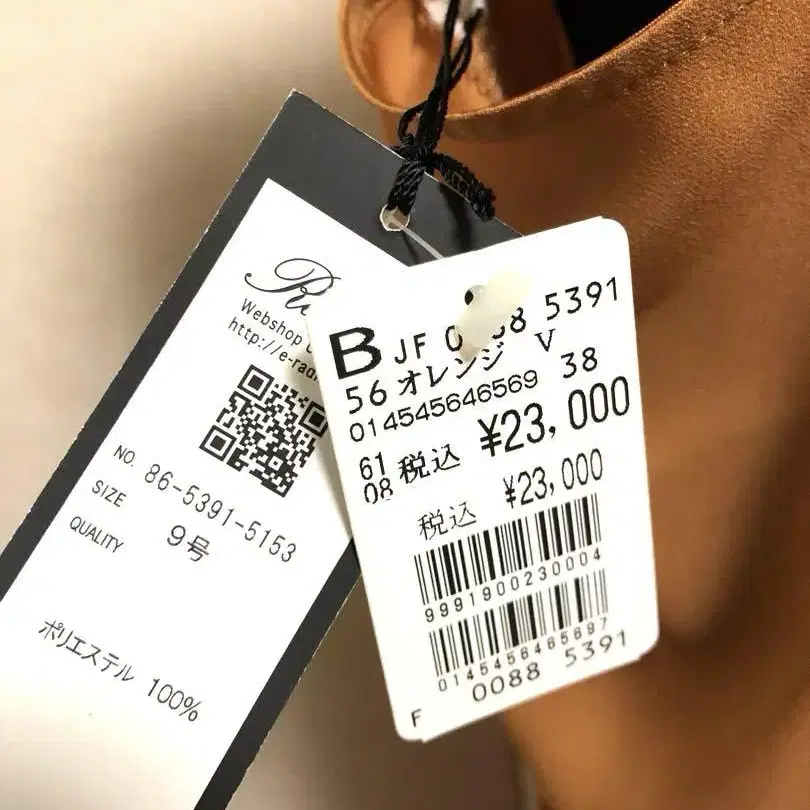 Webshop
http://e-rad
NO. 86-5391-5153
SIZE 9号
QUALITY
ポリエステル 100%
B JF 0088 5391
56 オレンジ V
014545646569 38
61
08 税込 ¥23,000
税込 ¥23,000
9991900230004
0088 5391
F